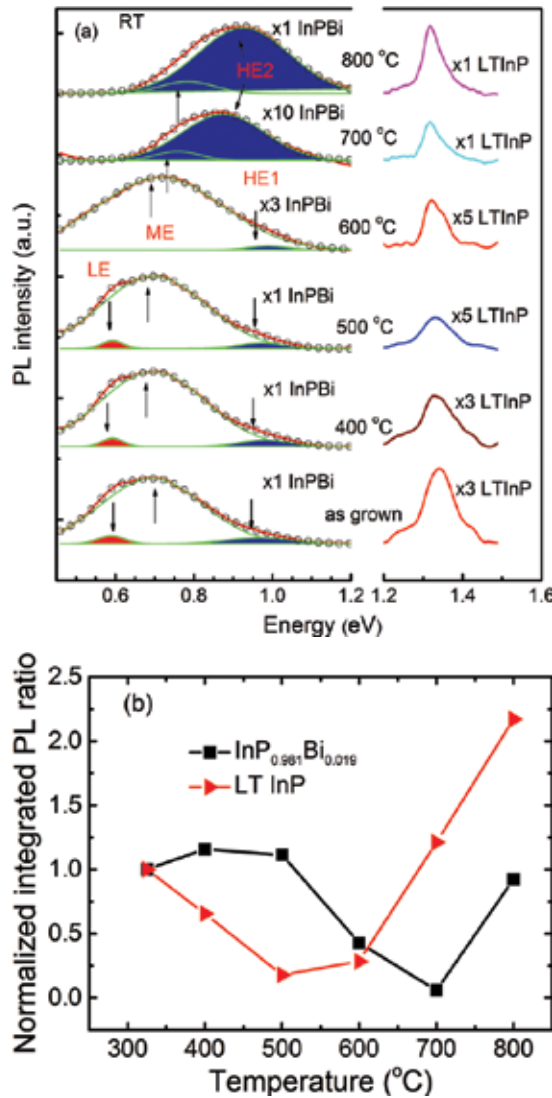 (a) RT
x1 InPBi 800 °C x1 LTInP
HE2
x10 InPBi 700 °C x1 LTInP
HE1
x3 InPBi 600 °C x5 LTInP
ME
LE
x1 InPBi 500 °C x5 LTInP
x1 InPBi 400 °C x3 LTInP
x1 InPBi as grown x3 LTInP
PL intensity (a.u.)
0.6 0.8 1.0 1.2 1.2 1.4 1.6
Energy (eV)
(b)
InP0.981Bi0.019
LT InP
Normalized integrated PL ratio
2.5
2.0
1.5
1.0
0.5
0.0
300 400 500 600 700 800
Temperature (°C)